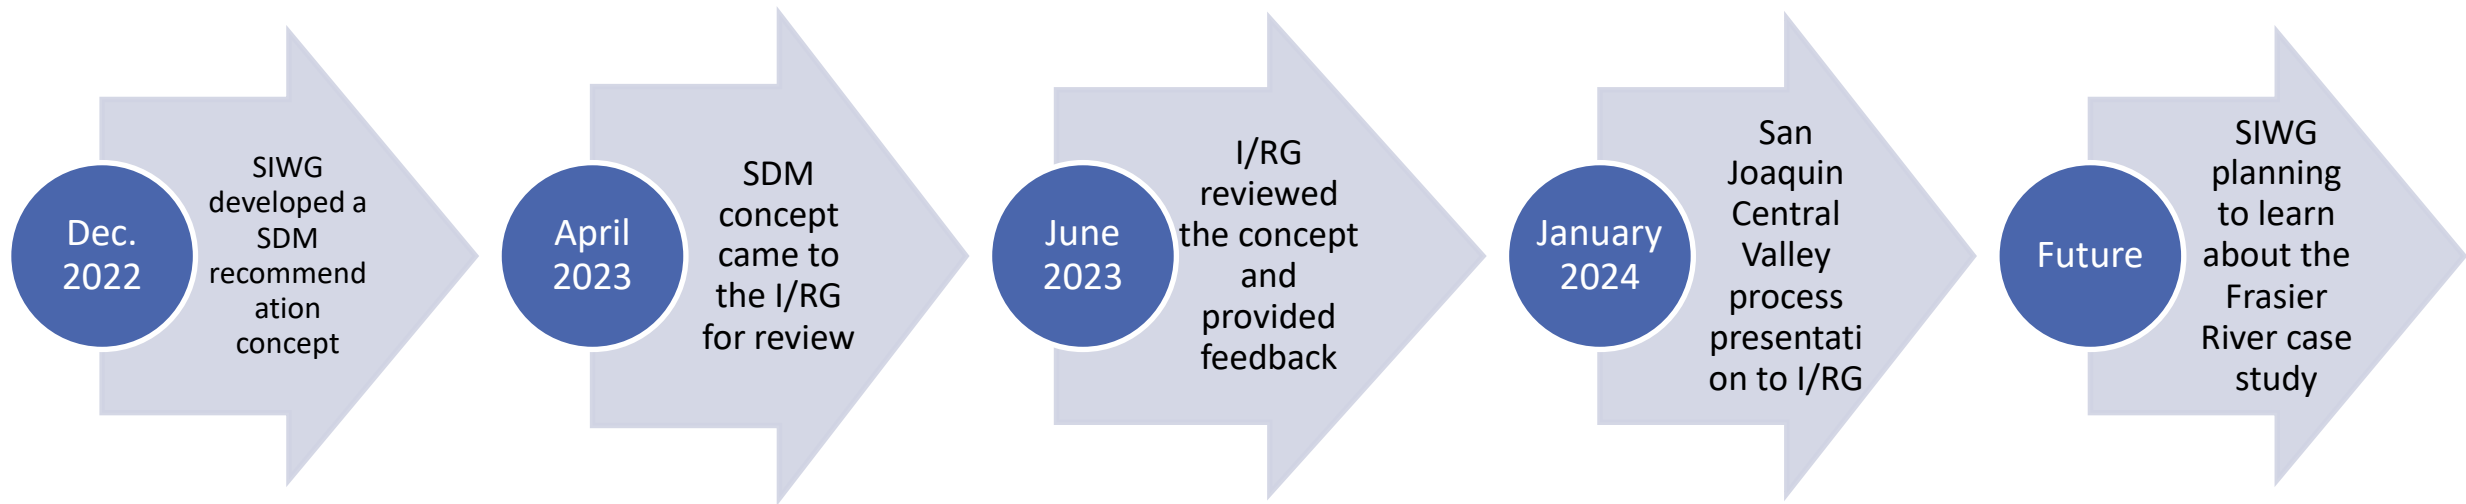 Dec.
2022
SIWG
developed a
SDM
recommend
ation
concept
April
2023
SDM
concept
came to
the I/RG
for review
June
2023
I/RG
reviewed
the concept
and
provided
feedback
January
2024
San
Joaquin
Central
Valley
process
presentati
on to I/RG
Future
SIWG
planning
to learn
about the
Frasier
River case
study